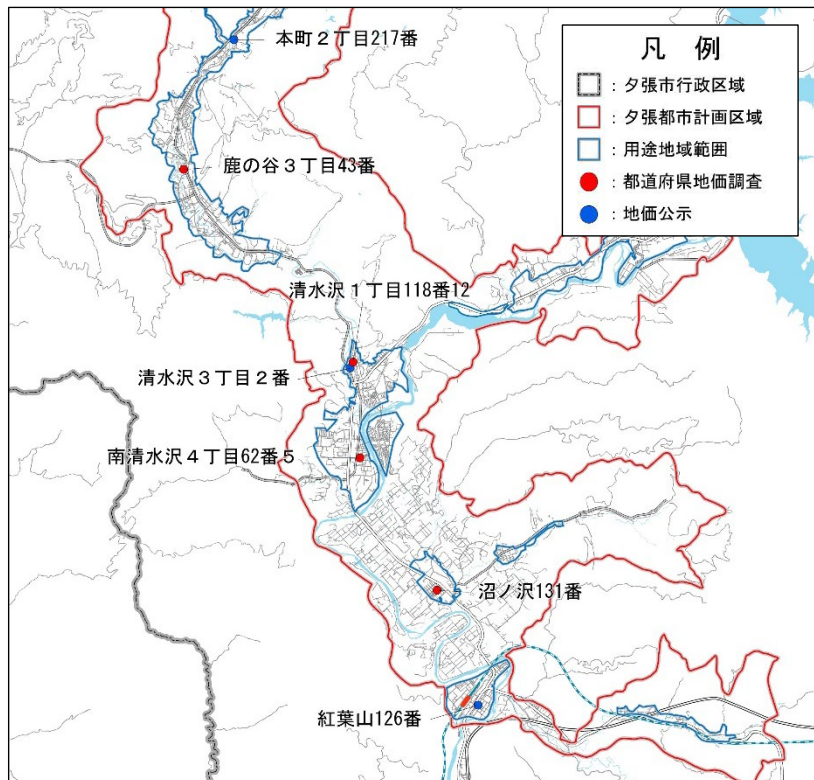 本町２丁目217番
凡 例
：夕張市行政区域
：夕張都市計画区域
：用途地域範囲
：都道府県地価調査
：地価公示
鹿の谷３丁目43番
清水沢１丁目118番12
清水沢３丁目２番
南清水沢４丁目62番５
沼ノ沢131番
紅葉山126番